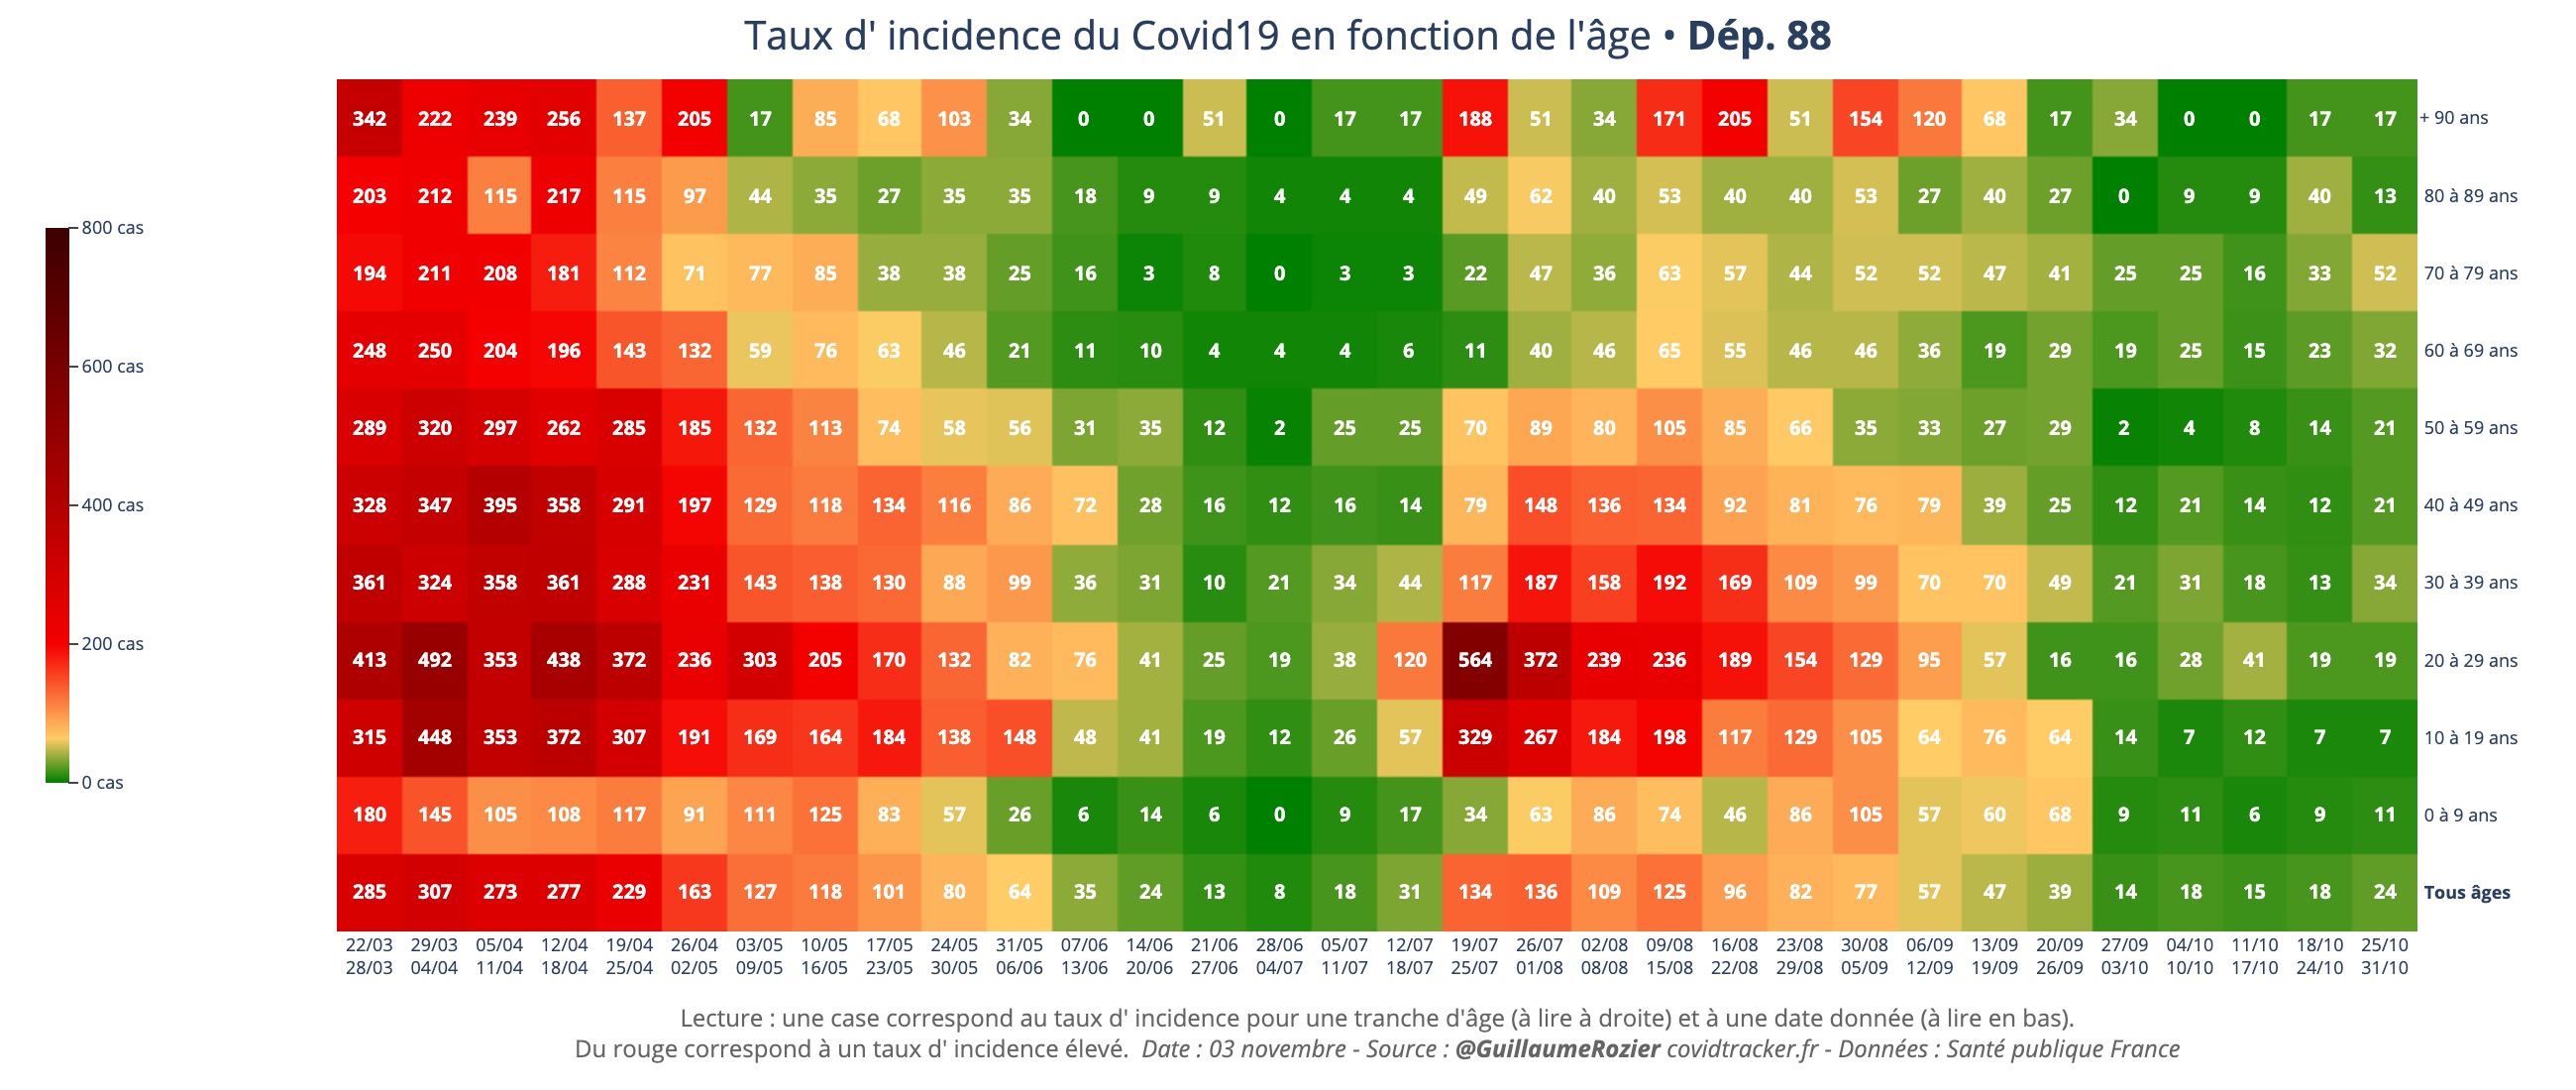 Taux d' incidence du Covid19 en fonction de l'âge • Dép. 88
800 cas
600 cas
400 cas
200 cas
0 cas
342 222 239 256 137 205 17 85 68 103 34 0 0 51 0 17 17 188 51 34 171 205 51 154 120 68 17 34 0 0 17 17 + 90 ans
203 212 115 217 115 97 44 35 27 35 35 18 9 9 4 4 4 49 62 40 53 40 40 53 27 40 27 0 9 9 40 13 80 à 89 ans
194 211 208 181 112 71 77 85 38 38 25 16 3 8 0 3 3 22 47 36 63 57 44 52 52 47 41 25 25 16 33 52 70 à 79 ans
248 250 204 196 143 132 59 76 63 46 21 11 10 4 4 4 6 11 40 46 65 55 46 46 36 19 29 19 25 15 23 32 60 à 69 ans
289 320 297 262 285 185 132 113 74 58 56 31 35 12 2 25 25 70 89 80 105 85 66 35 33 27 29 2 4 8 14 21 50 à 59 ans
328 347 395 358 291 197 129 118 134 116 86 72 28 16 12 16 14 79 148 136 134 92 81 76 79 39 25 12 21 14 12 21 40 à 49 ans
361 324 358 361 288 231 143 138 130 88 99 36 31 10 21 34 44 117 187 158 192 169 109 99 70 70 49 21 31 18 13 34 30 à 39 ans
413 492 353 438 372 236 303 205 170 132 82 76 41 25 19 38 120 564 372 239 236 189 154 129 95 57 16 16 28 41 19 19 20 à 29 ans
315 448 353 372 307 191 169 164 184 138 148 48 41 19 12 26 57 329 267 184 198 117 129 105 64 76 64 14 7 12 7 7 10 à 19 ans
180 145 105 108 117 91 111 125 83 57 26 6 14 6 0 9 17 34 63 86 74 46 86 105 57 60 68 9 11 6 9 11 0 à 9 ans
285 307 273 277 229 163 127 118 101 80 64 35 24 13 8 18 31 134 136 109 125 96 82 77 57 47 39 14 18 15 18 24 Tous âges
22/03 29/03 05/04 12/04 19/04 26/04 03/05 10/05 17/05 24/05 31/05 07/06 14/06 21/06 28/06 05/07 12/07 19/07 26/07 02/08 09/08 16/08 23/08 30/08 06/09 13/09 20/09 27/09 04/10 11/10 18/10 25/10
28/03 04/04 11/04 18/04 25/04 02/05 09/05 16/05 23/05 30/05 06/06 13/06 20/06 27/06 04/07 11/07 18/07 25/07 01/08 08/08 15/08 22/08 29/08 05/09 12/09 19/09 26/09 03/10 10/10 17/10 24/10 31/10
Lecture : une case correspond au taux d' incidence pour une tranche d'âge (à lire à droite) et à une date donnée (à lire en bas).
Du rouge correspond à un taux d' incidence élevé. Date : 03 novembre - Source : @GuillaumeRozier covidtracker.fr - Données : Santé publique France